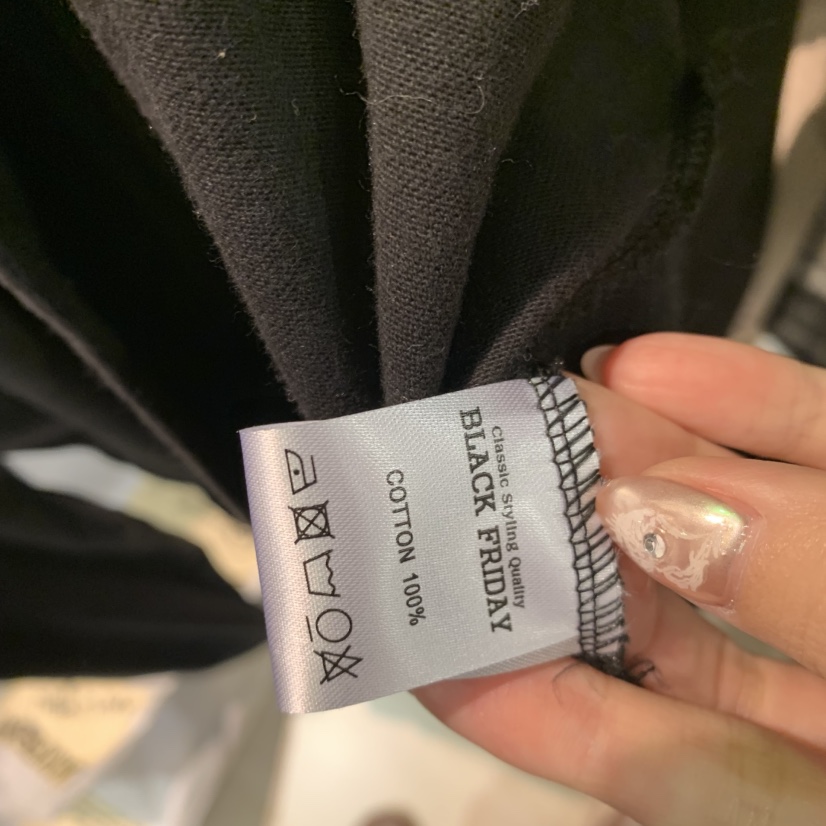 Classic Styling Quality
BLACK FRIDAY
COTTON 100%